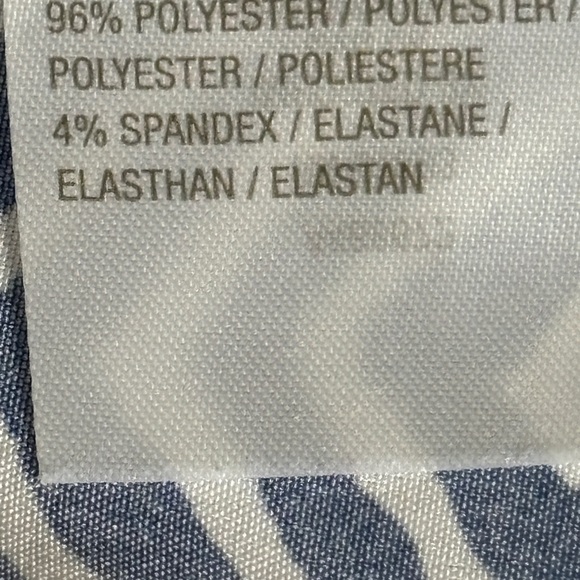 96% POLYESTER / POLYESTER /
POLYESTER / POLIESTERE
4% SPANDEX / ELASTANE /
ELASTHAN / ELASTAN